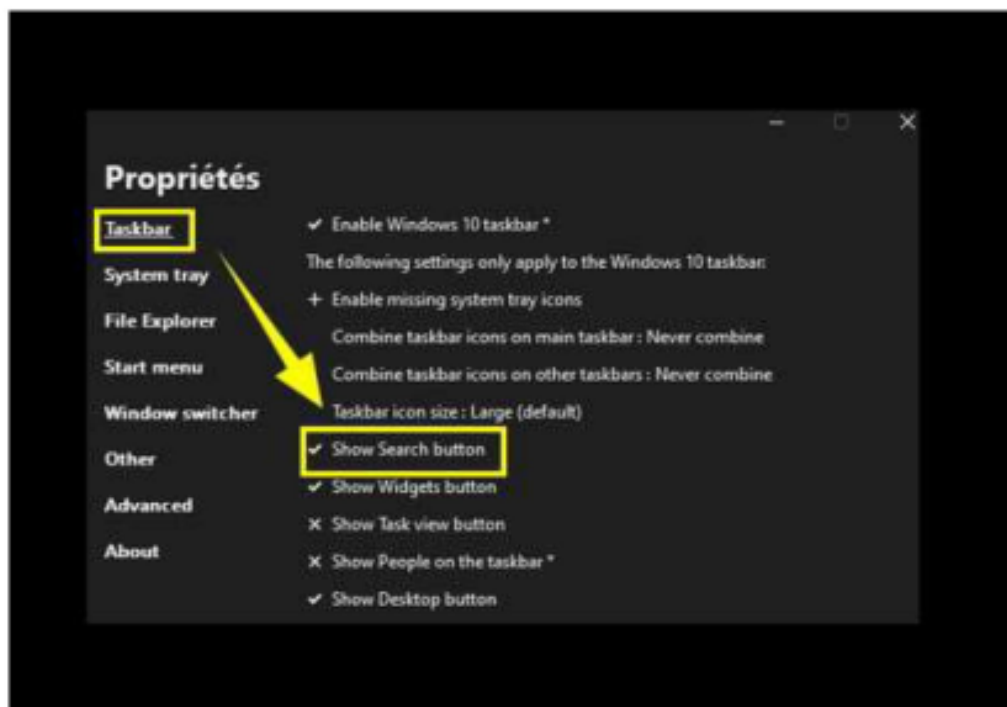 Propriétés
Taskbar
System tray
File Explorer
Start menu
Window switcher
Other
Advanced
About
Enable Windows 10 taskbar *
The following settings only apply to the Windows 10 taskbar:
Enable missing system tray icons
Combine taskbar icons on main taskbar : Never combine
Combine taskbar icons on other taskbars : Never combine
Taskbar icon size : Large (default)
Show Search button
Show Widgets button
Show Task view button
Show People on the taskbar *
Show Desktop button